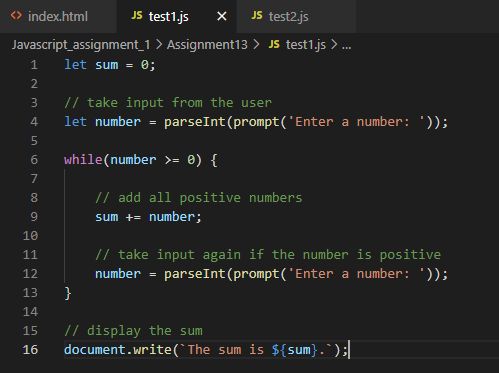 <> index.html JS test1.js × JS test2.js
Javascript_assignment_1 > Assignment13 > JS test1.js > ...
1 let sum = 0;
2
3 // take input from the user
4 let number = parseInt(prompt('Enter a number: '));
5
6 while(number >= 0) {
7
8     // add all positive numbers
9     sum += number;
10
11     // take input again if the number is positive
12     number = parseInt(prompt('Enter a number: '));
13 }
14
15 // display the sum
16 document.write(`The sum is ${sum}.`);